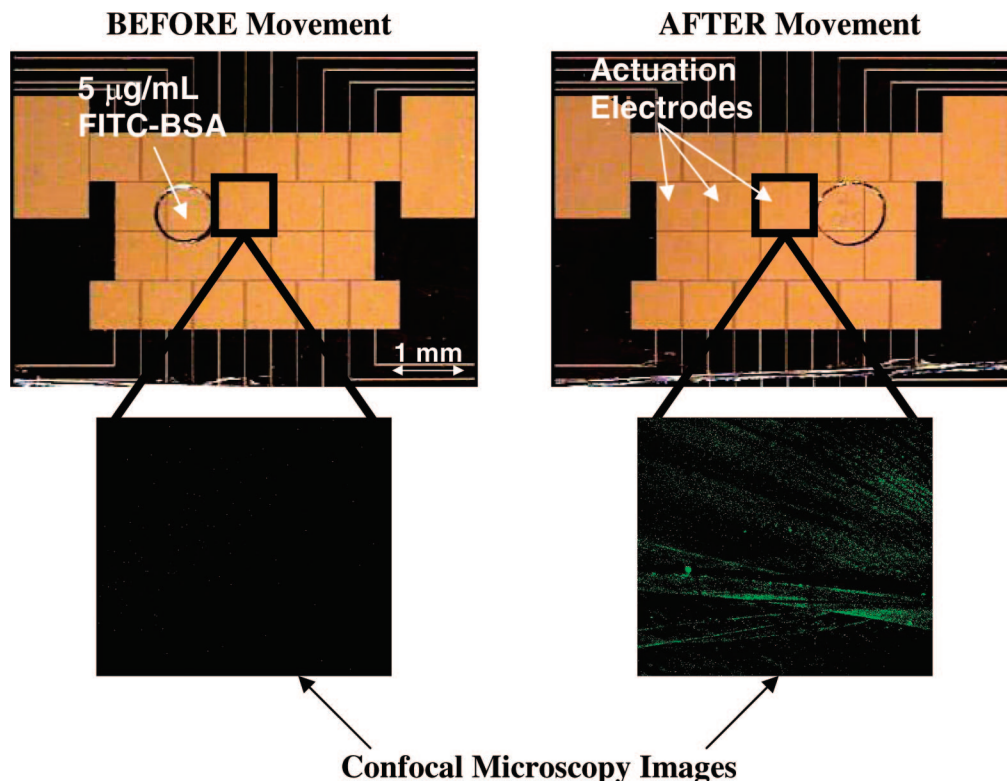 BEFORE Movement
AFTER Movement
5 μg/mL
FITC-BSA
Actuation
Electrodes
1 mm
Confocal Microscopy Images